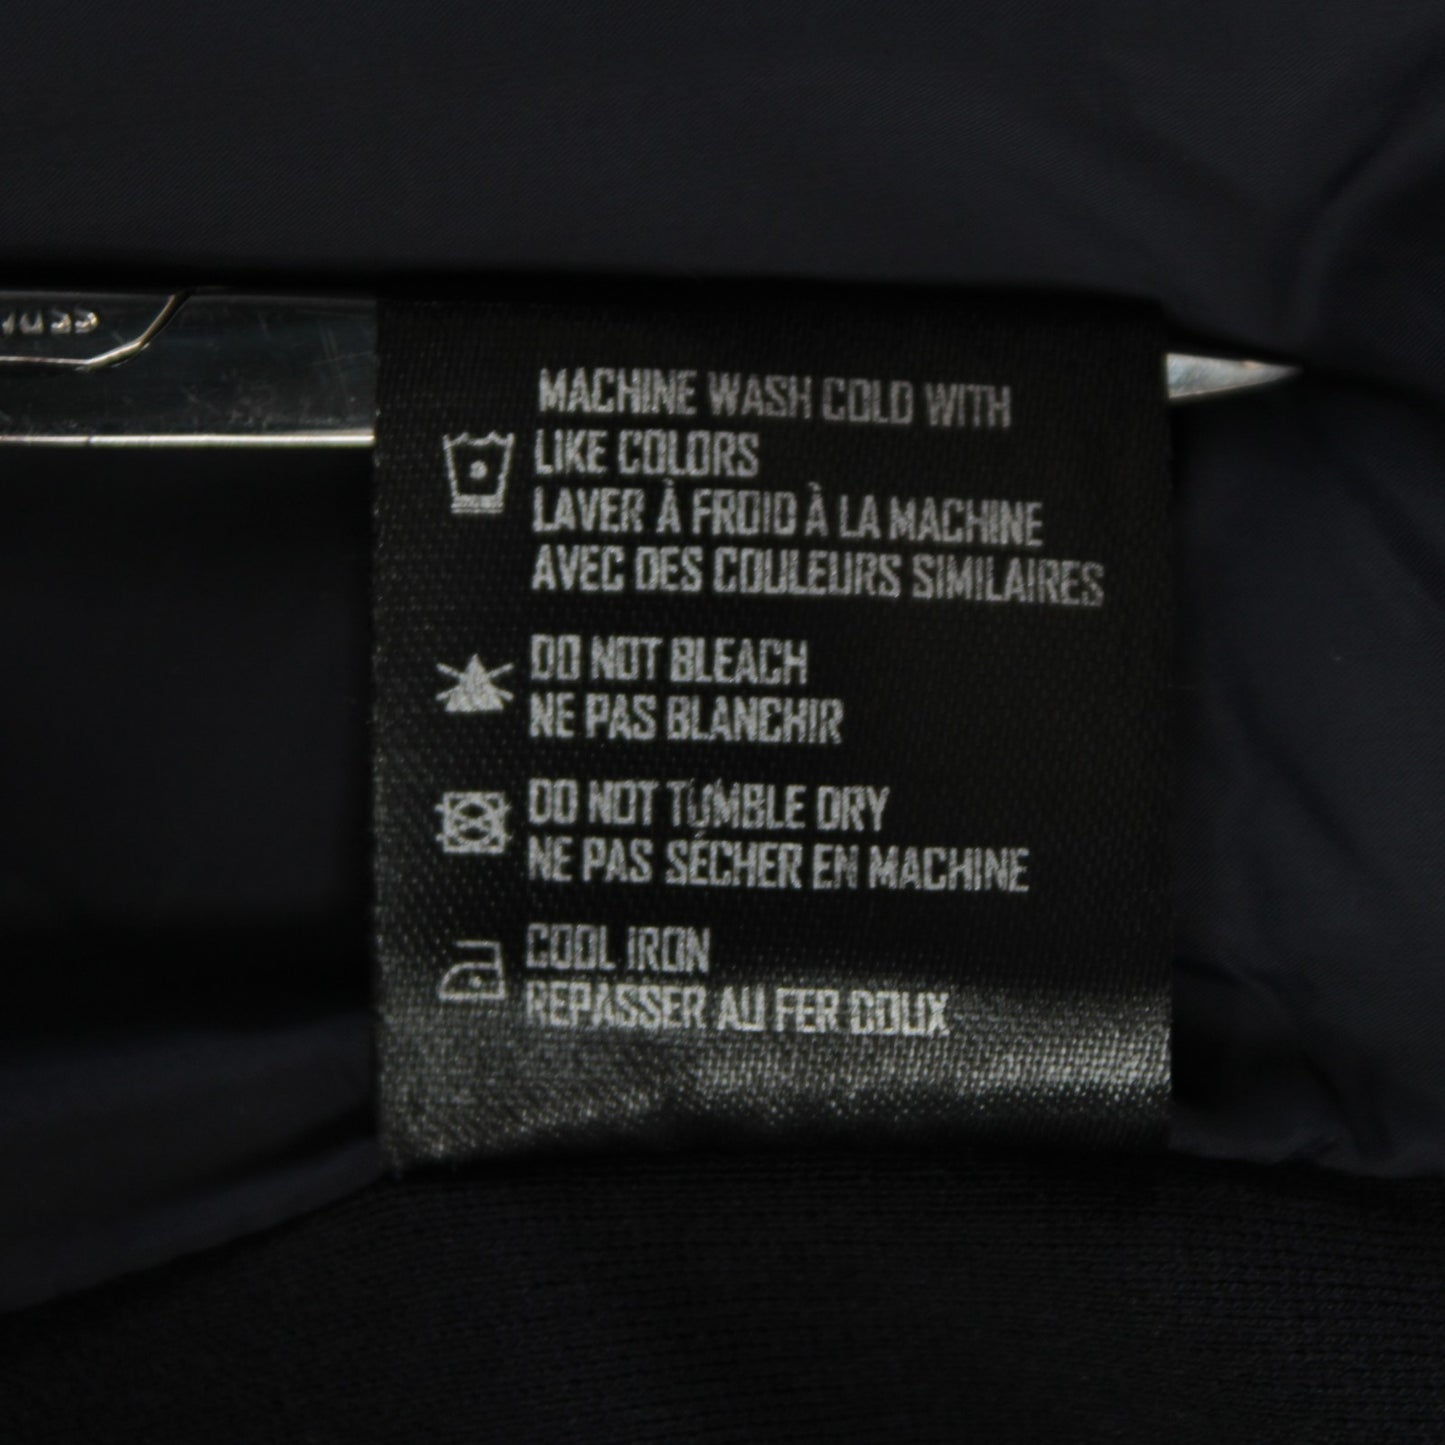 MACHINE WASH COLD WITH
LIKE COLORS
LAVER À FROID À LA MACHINE
AVEC DES COULEURS SIMILAIRES
DO NOT BLEACH
NE PAS BLANCHIR
DO NOT TUMBLE DRY
NE PAS SÉCHER EN MACHINE
COOL IRON
REPASSER AU FER DOUX